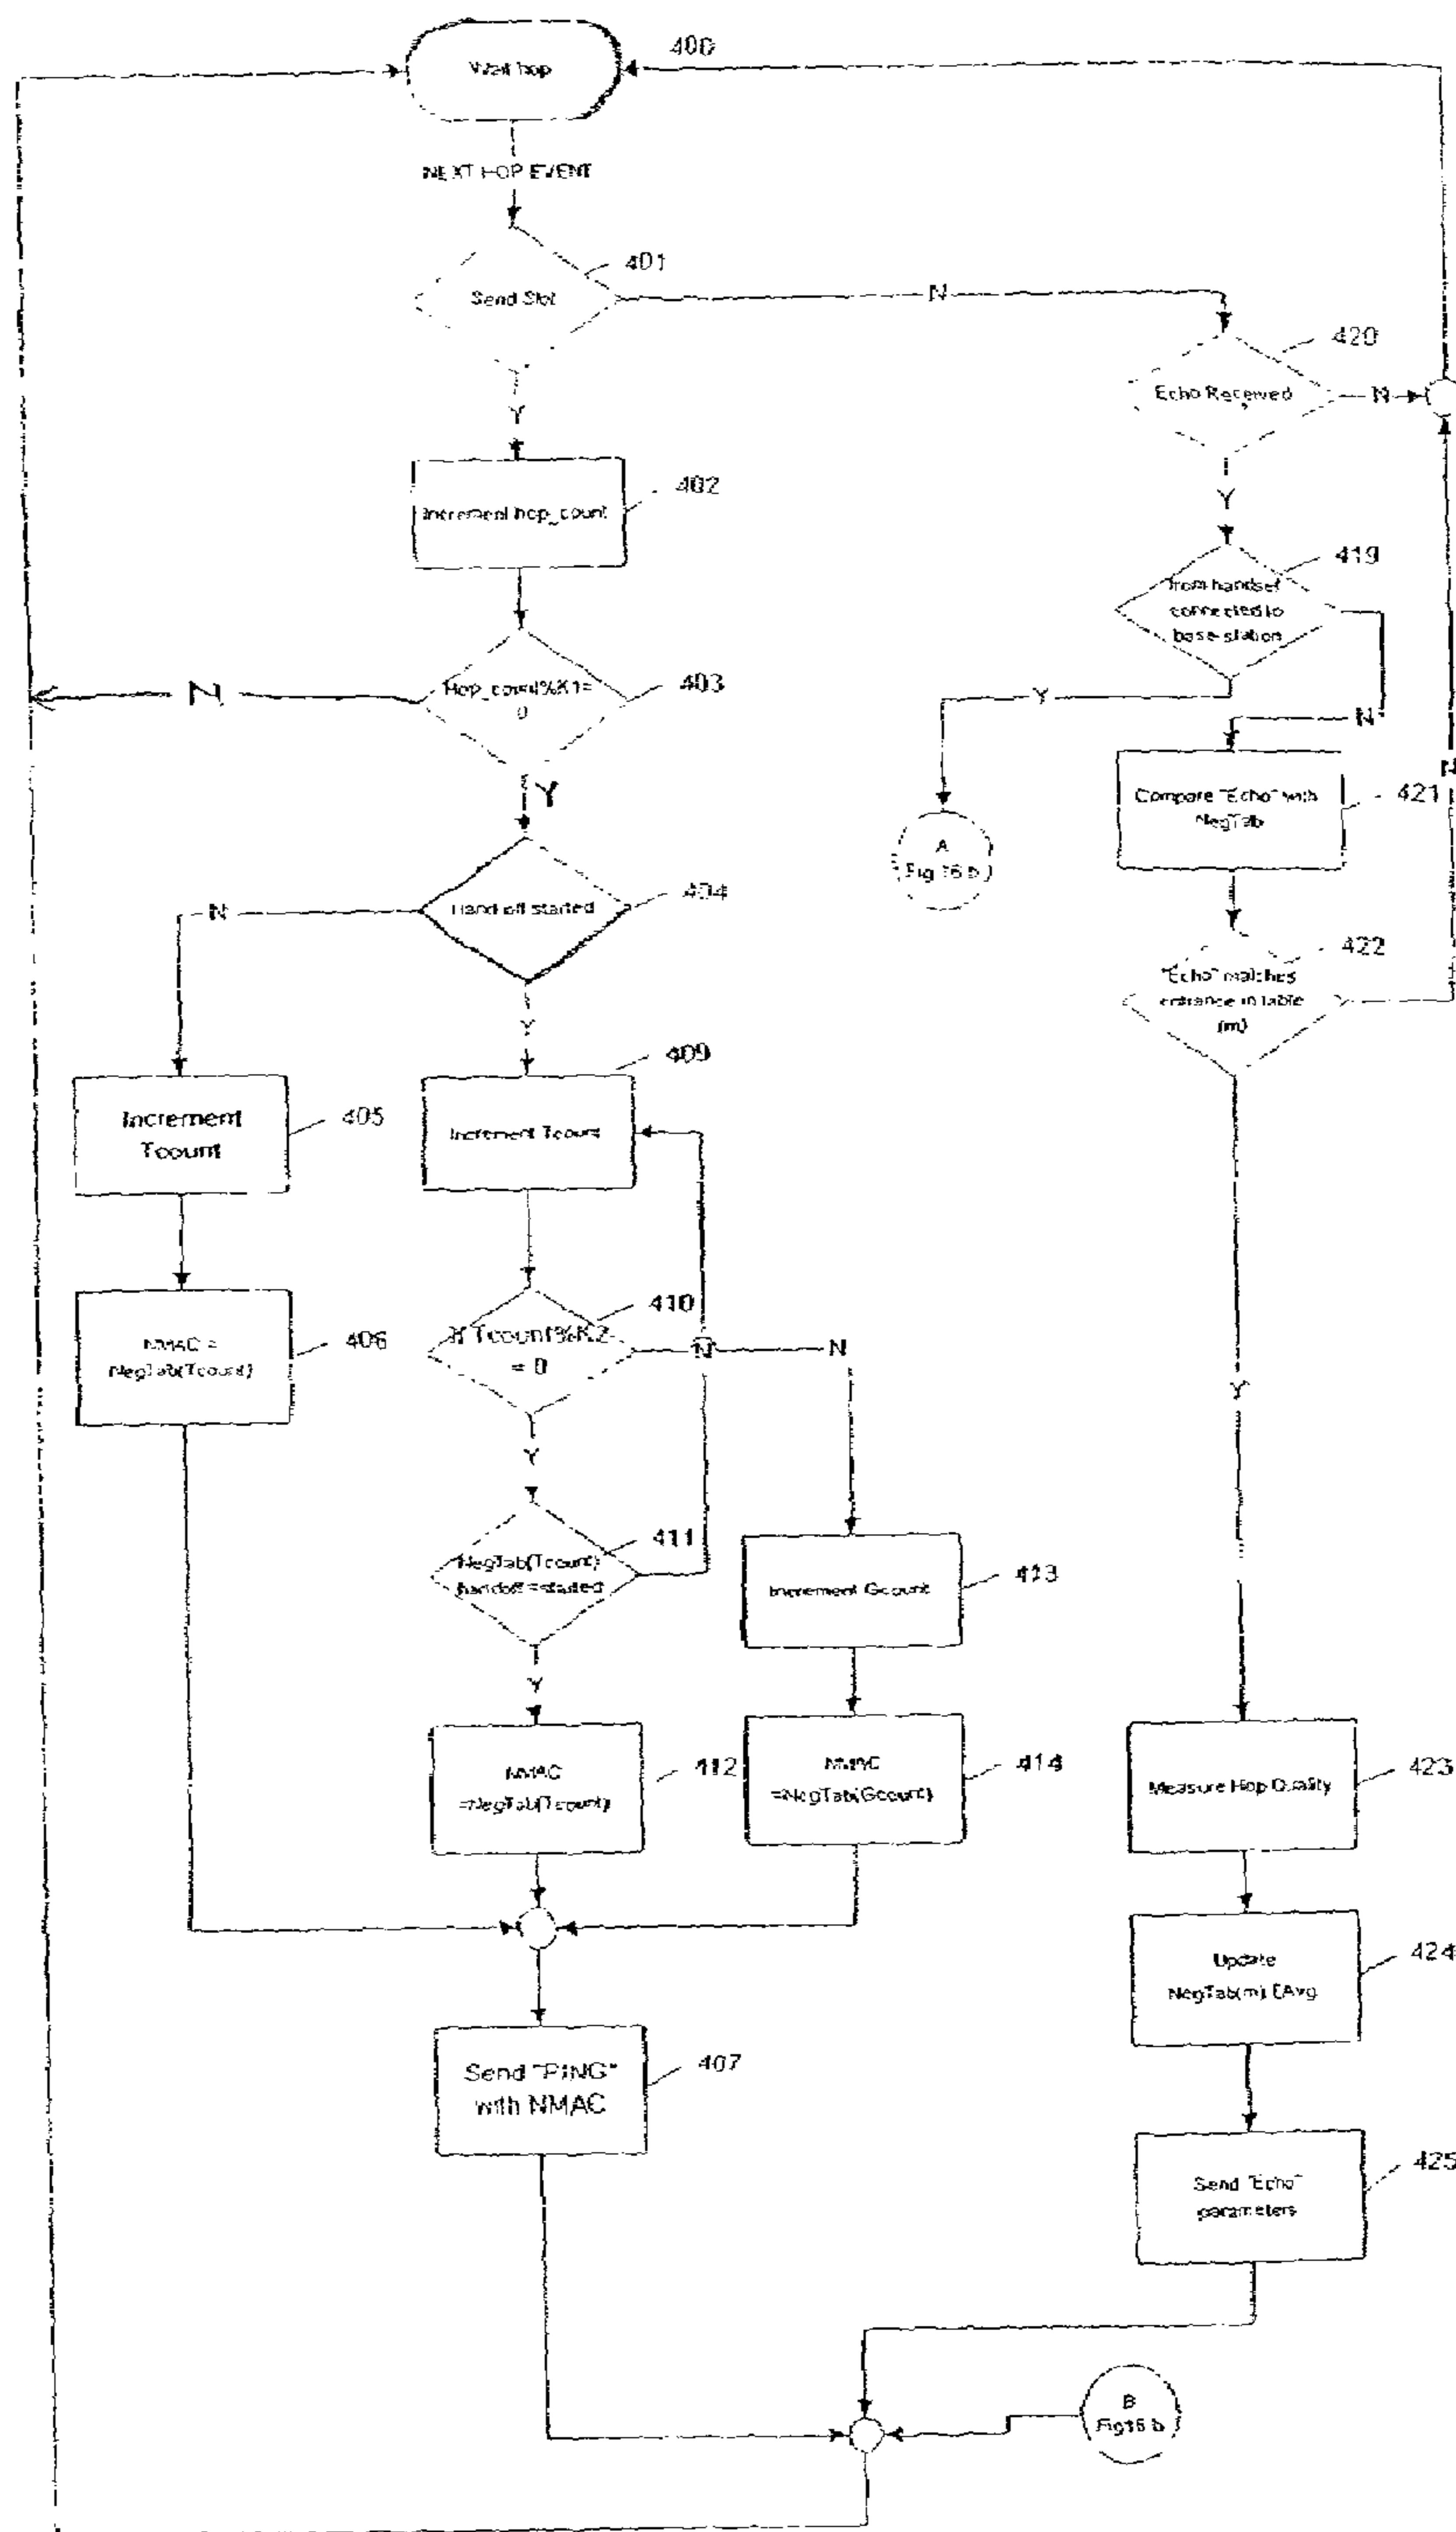 Wait hop
400
NEXT HOP EVENT
401
Send Slot
N
420
Echo Received
?
N
Y
Y
402
Increment hop_count
419
from handset
connected to
base-station
N
Hop_count%K1=
0
403
Y
N
Y
Compare "Echo" with
NegTab
421
N
A
Fig 16 b
404
Hand-off started
N
422
"Echo" matches
entrance in table
(m)
Y
409
Increment
Tcount
405
Increment Tcount
410
If Tcount%K2
= 0
NMAC =
NegTab(Tcount)
406
N
N
Y
Y
411
NegTab(Tcount)
handoff=started
Increment Gcount
413
Y
NMAC
=NegTab(Tcount)
412
NMAC
=NegTab(Gcount)
414
Measure Hop Quality
423
Update
NegTab(m).EAvg
424
Send "PING"
with NMAC
407
Send "Echo"
parameters
425
B
Fig16 b